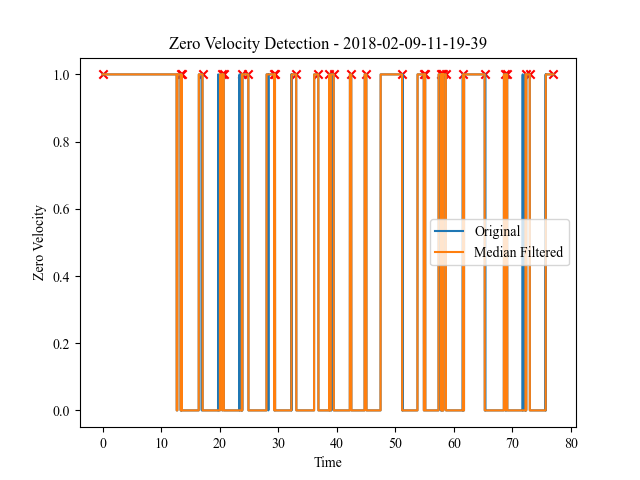 Zero Velocity Detection - 2018-02-09-11-19-39
1.0
0.8
0.6
0.4
0.2
0.0
Zero Velocity
Original
Median Filtered
0 10 20 30 40 50 60 70 80
Time